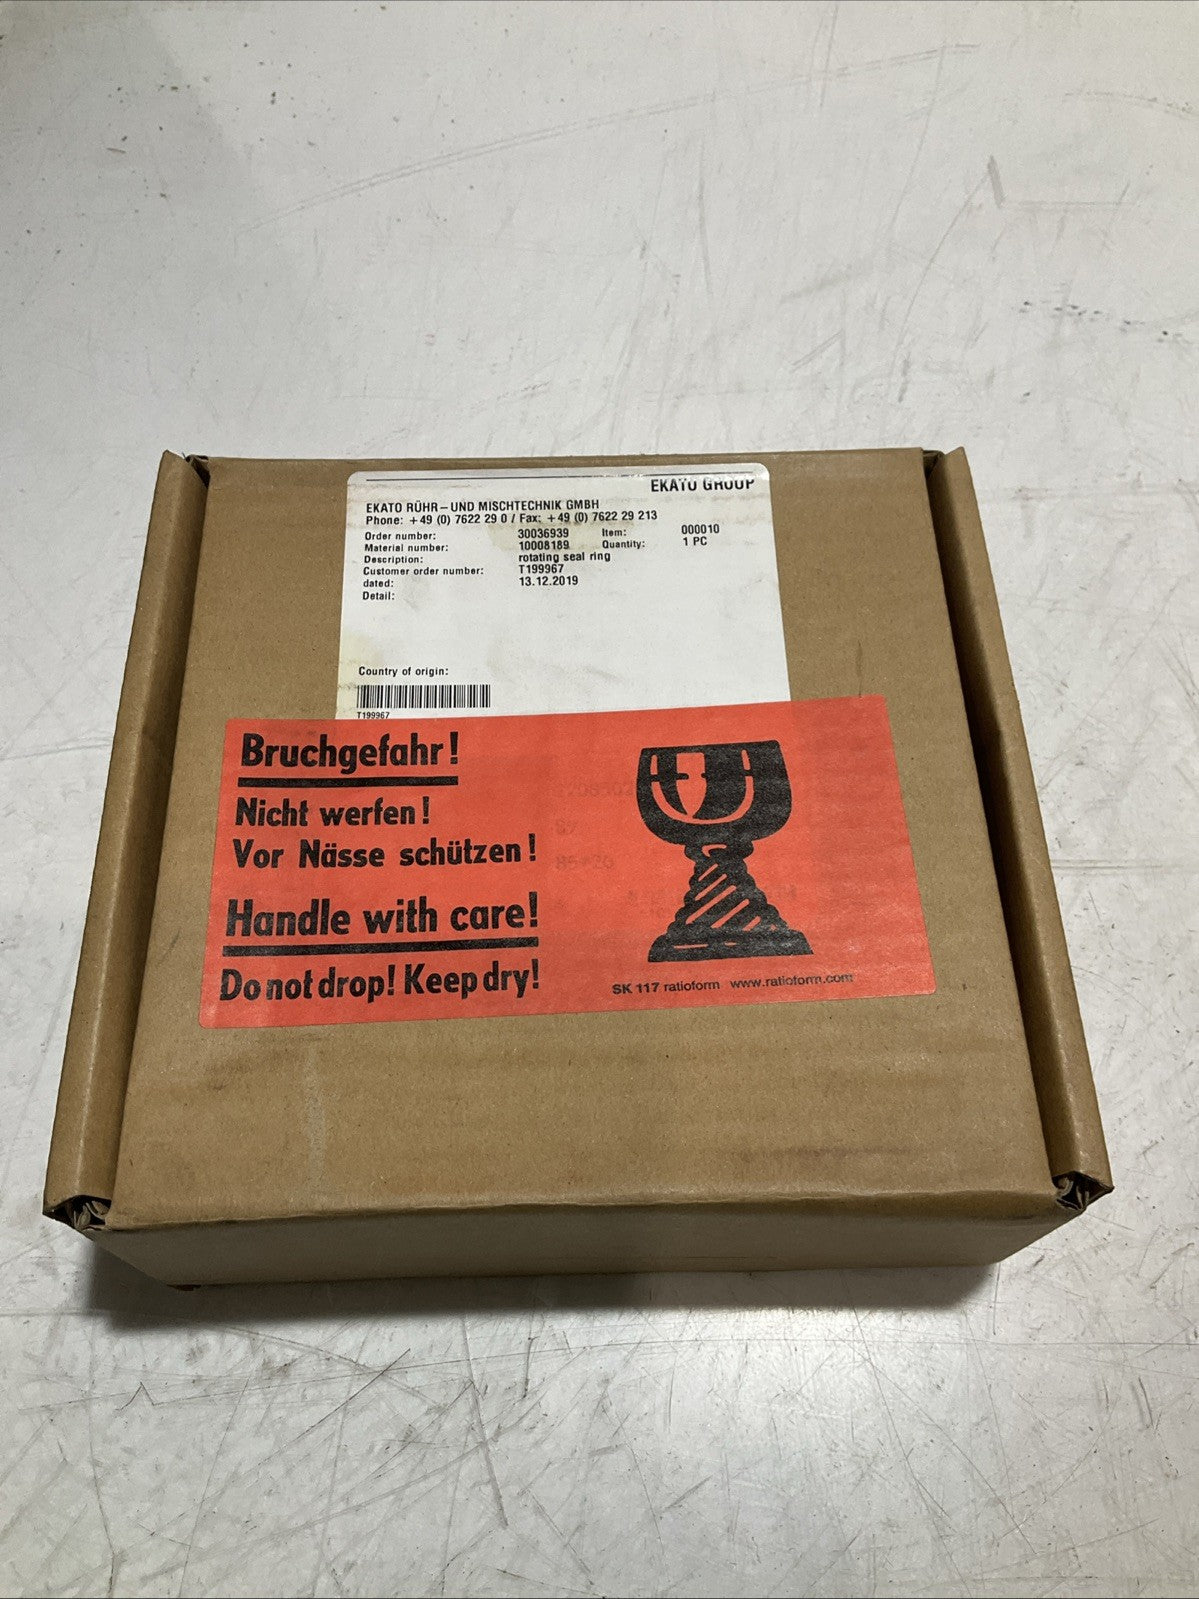 EKATO GROUP
EKATO RÜHR – UND MISCHTECHNIK GMBH
Phone: +49 (0) 7622 29 0 / Fax: +49 (0) 7622 29 213
Order number: 30036939 Item: 000010
Material number: 10008189 Quantity: 1 PC
Description: rotating seal ring
Customer order number: T199967
dated: 13.12.2019
Detail:
Country of origin:
T199967
Bruchgefahr!
Nicht werfen!
Vor Nässe schützen!
Handle with care!
Do not drop! Keep dry!
SK 117 ratioform www.ratioform.com